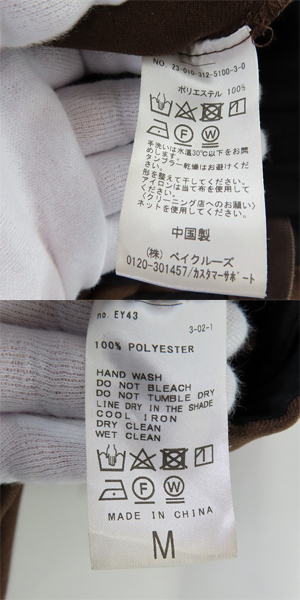 NO. 23-010-312-5100-3-0
ポリエステル 100%
F W
手洗いは水温30℃以下をお薦
めします。
タンブラー乾燥はお避けくださ
い。
形を整えて干してください。
アイロンは当て布を使用して
ください。
〈クリーニング店へのお願い〉
ネットを使用してください。
中国製
(株) ベイクルーズ
0120-301457/カスタマーサポート
no. EY43
3-02-1
100% POLYESTER
HAND WASH
DO NOT BLEACH
DO NOT TUMBLE DRY
LINE DRY IN THE SHADE
COOL IRON
DRY CLEAN
WET CLEAN
F W
MADE IN CHINA
M